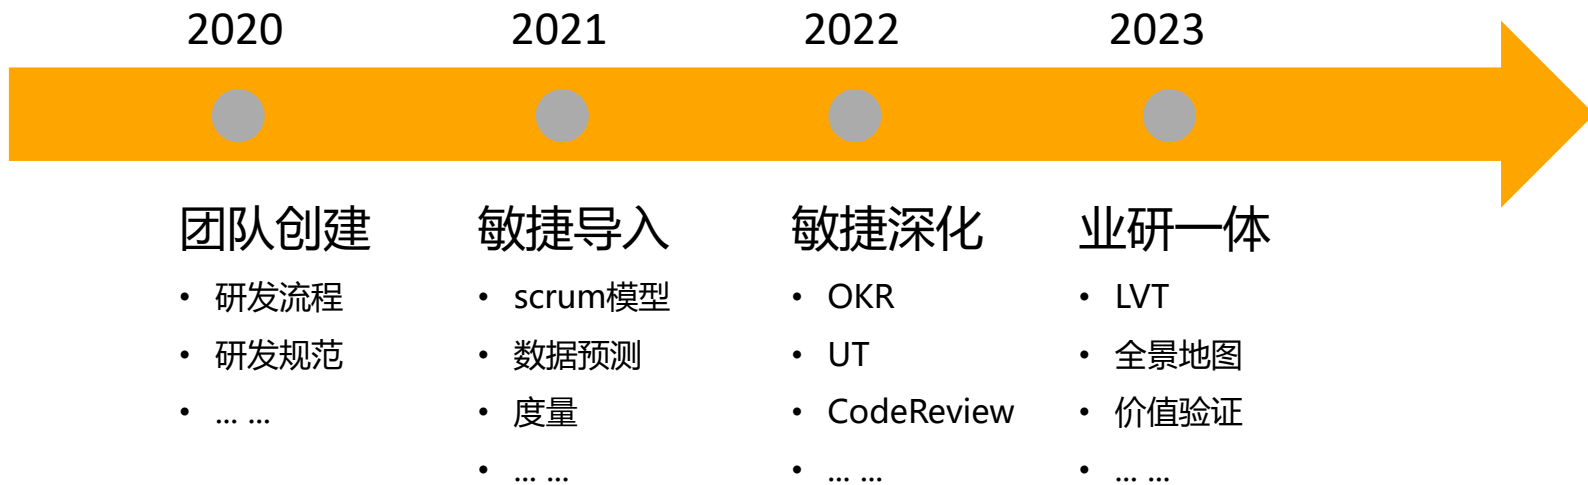 2020
2021
2022
2023
团队创建
• 研发流程
• 研发规范
• ... ...
敏捷导入
• scrum模型
• 数据预测
• 度量
• ... ...
敏捷深化
• OKR
• UT
• CodeReview
• ... ...
业研一体
• LVT
• 全景地图
• 价值验证
• ... ...